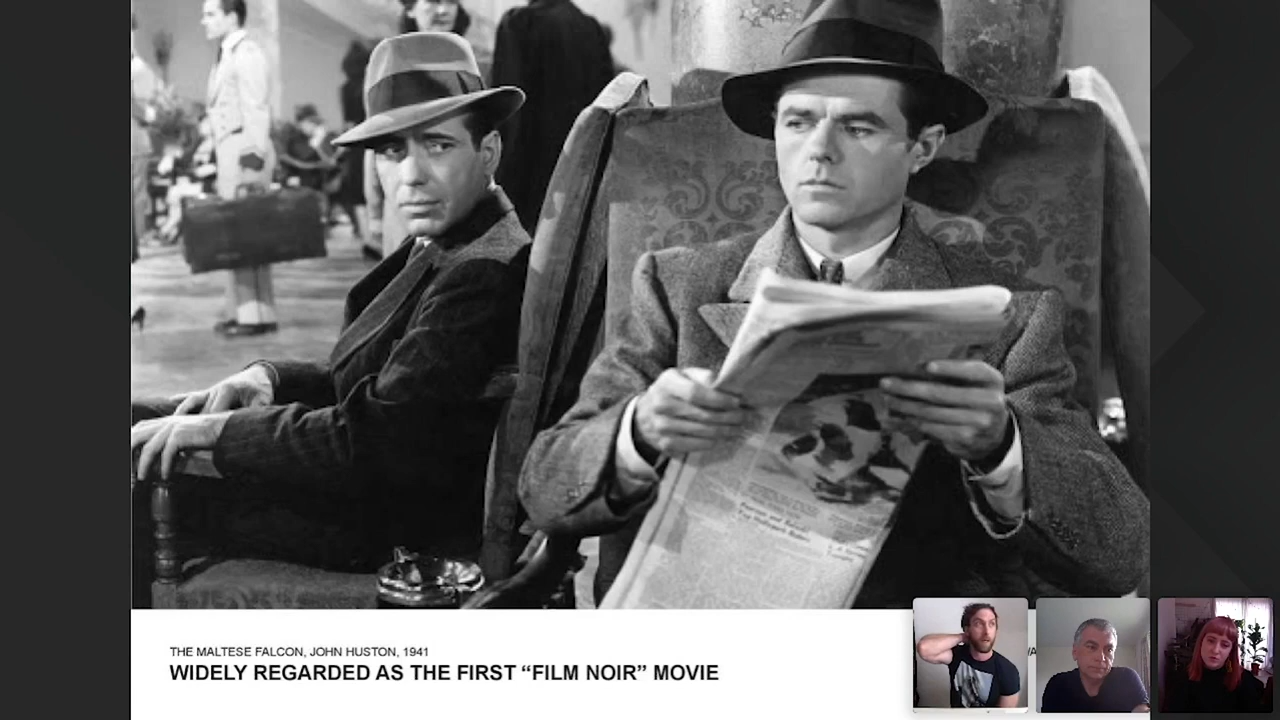 THE MALTESE FALCON, JOHN HUSTON, 1941
WIDELY REGARDED AS THE FIRST “FILM NOIR” MOVIE